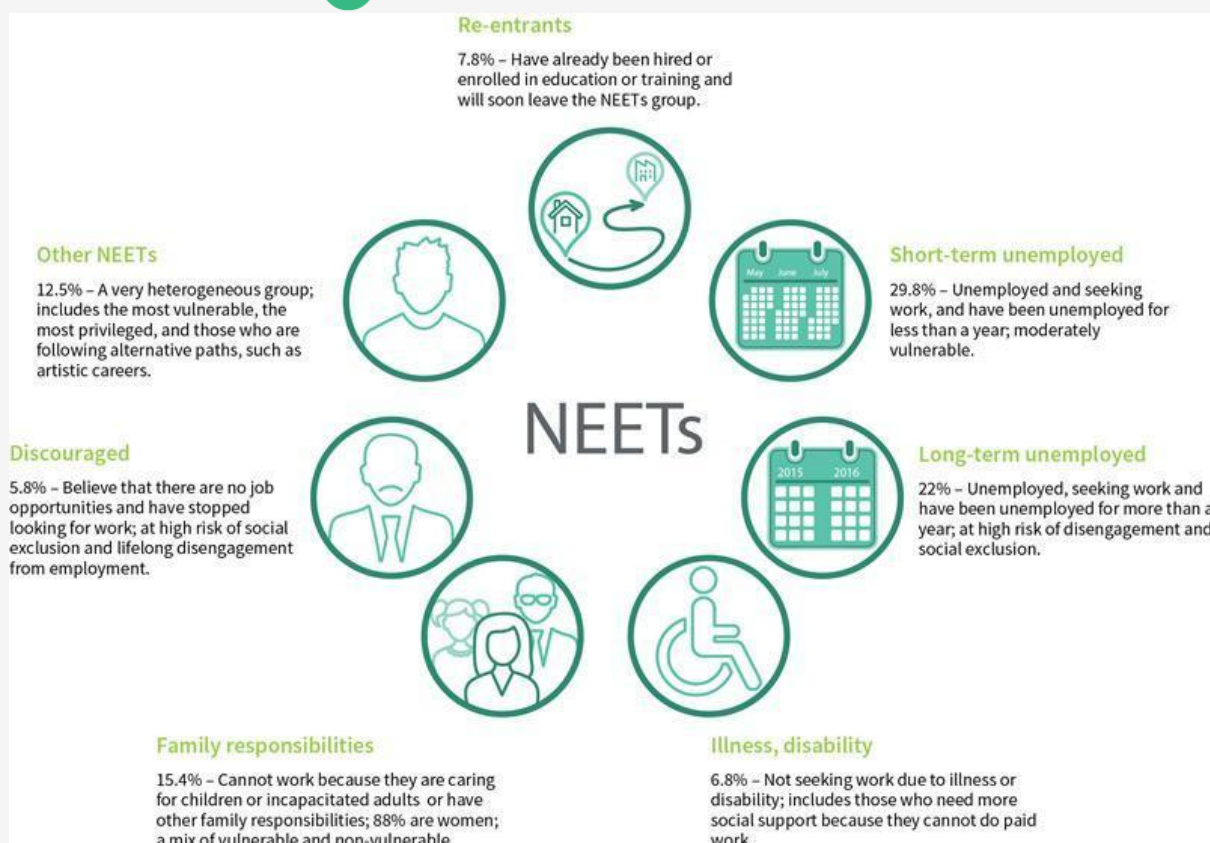 Re-entrants
7.8% – Have already been hired or
enrolled in education or training and
will soon leave the NEETs group.
Other NEETs
12.5% – A very heterogeneous group;
includes the most vulnerable, the
most privileged, and those who are
following alternative paths, such as
artistic careers.
May June July
Short-term unemployed
29.8% – Unemployed and seeking
work, and have been unemployed for
less than a year; moderately
vulnerable.
NEETs
Discouraged
5.8% – Believe that there are no job
opportunities and have stopped
looking for work; at high risk of social
exclusion and lifelong disengagement
from employment.
2015 2016
Long-term unemployed
22% – Unemployed, seeking work and
have been unemployed for more than a
year; at high risk of disengagement and
social exclusion.
Family responsibilities
15.4% – Cannot work because they are caring
for children or incapacitated adults or have
other family responsibilities; 88% are women;
a mix of vulnerable and non-vulnerable
Illness, disability
6.8% – Not seeking work due to illness or
disability; includes those who need more
social support because they cannot do paid
work